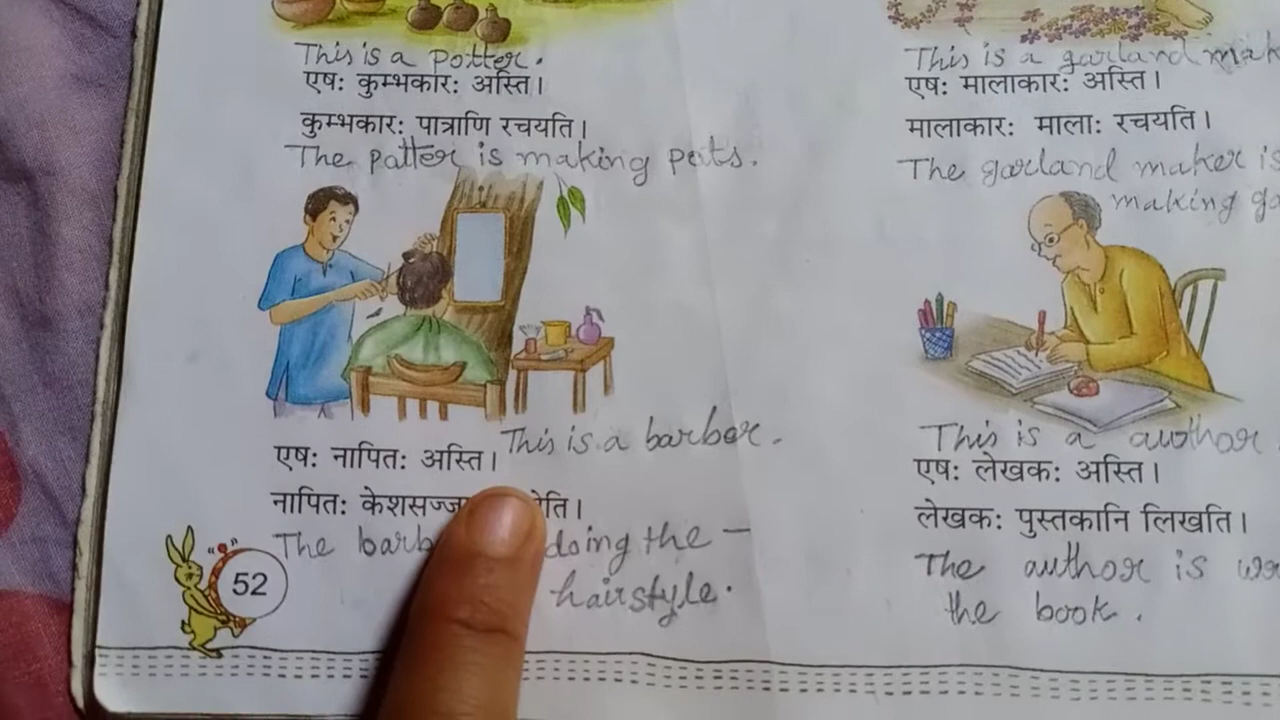 This is a potter.
एषः कुम्भकारः अस्ति।
कुम्भकारः पात्राणि रचयति।
The patter is making pots.
एषः नापितः अस्ति।
This is a barber.
नापितः
The doing the –
hairstyle.
52
This is a garland
एषः मालाकारः अस्ति।
मालाकारः मालाः रचयति।
The garland maker is
making
This is a author.
एषः लेखकः अस्ति।
लेखकः पुस्तकानि लिखति।
The author is
the book.